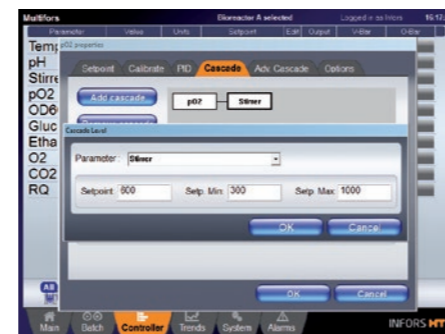 Multifors Bioreactor A selected Logged in as Infors 16:12
Parameter Value Units Setpoint Output
Temp pO2 properties
pH Setpoint Calibrate PID Cascade Adv. Cascade Options
Stirre
pO2 Add cascade pO2 Stirrer
OD6
Gluc Cascade Level
Etha
O2 Parameter: Stirrer
CO2
RQ Setpoint: 600 Setp. Min: 300 Setp. Max: 1000
OK Cancel
OK Cancel
Main Batch Controller Trends System Alarms INFORS HT